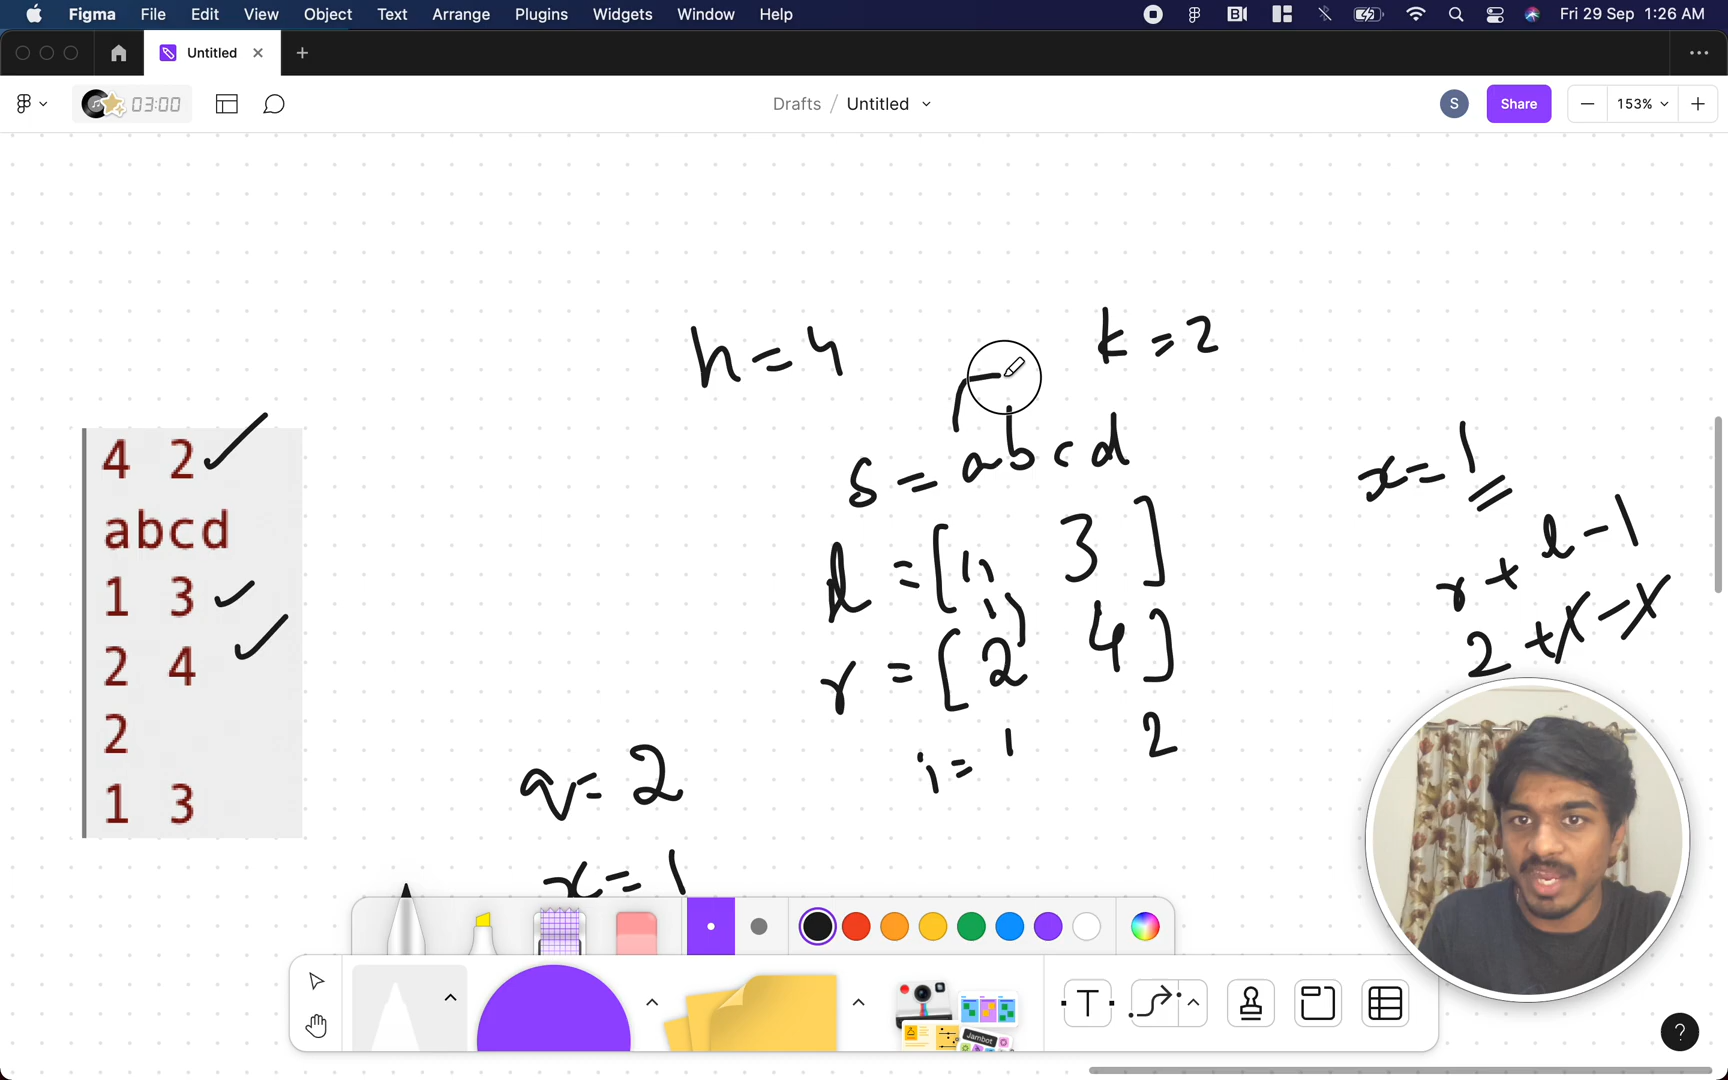 Figma File Edit View Object Text Arrange Plugins Widgets Window Help Fri 29 Sep 1:26 AM
Untitled
03:00 Drafts / Untitled S Share 153%
n=4 k=2
4 2
abcd
1 3
2 4
2
1 3
s = abcd
l = [1, 3]
r = [2 4]
i = 1 2
q = 2
x = 1
x = 1
r + l - 1
2 + x - x
T
Jambot
?